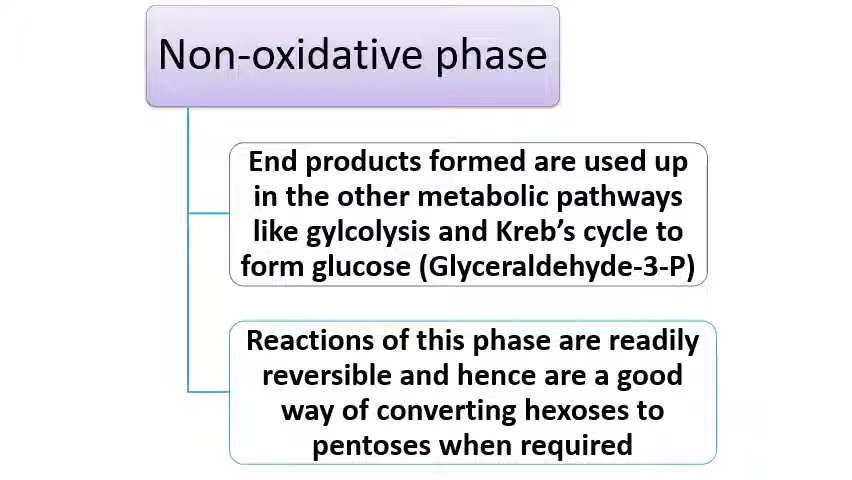 Non-oxidative phase
End products formed are used up
in the other metabolic pathways
like gylcolysis and Kreb's cycle to
form glucose (Glyceraldehyde-3-P)
Reactions of this phase are readily
reversible and hence are a good
way of converting hexoses to
pentoses when required